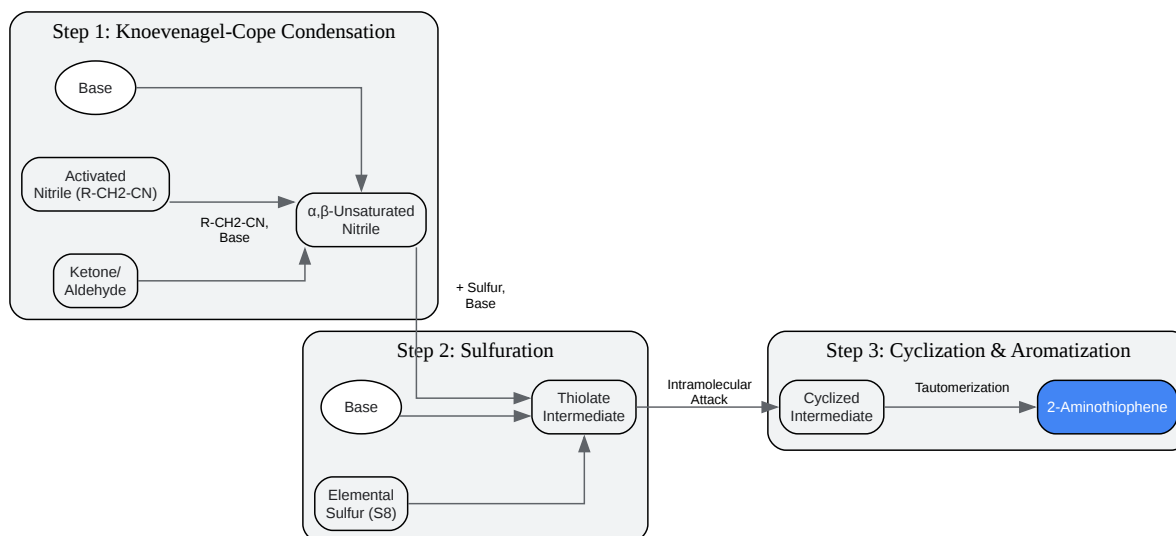 Step 1: Knoevenagel-Cope Condensation
Base
Activated
Nitrile (R-CH2-CN)
R-CH2-CN,
Base
α,β-Unsaturated
Nitrile
Ketone/
Aldehyde
+ Sulfur,
Base
Step 2: Sulfuration
Base
Thiolate
Intermediate
Elemental
Sulfur (S8)
Intramolecular
Attack
Step 3: Cyclization & Aromatization
Cyclized
Intermediate
Tautomerization
2-Aminothiophene